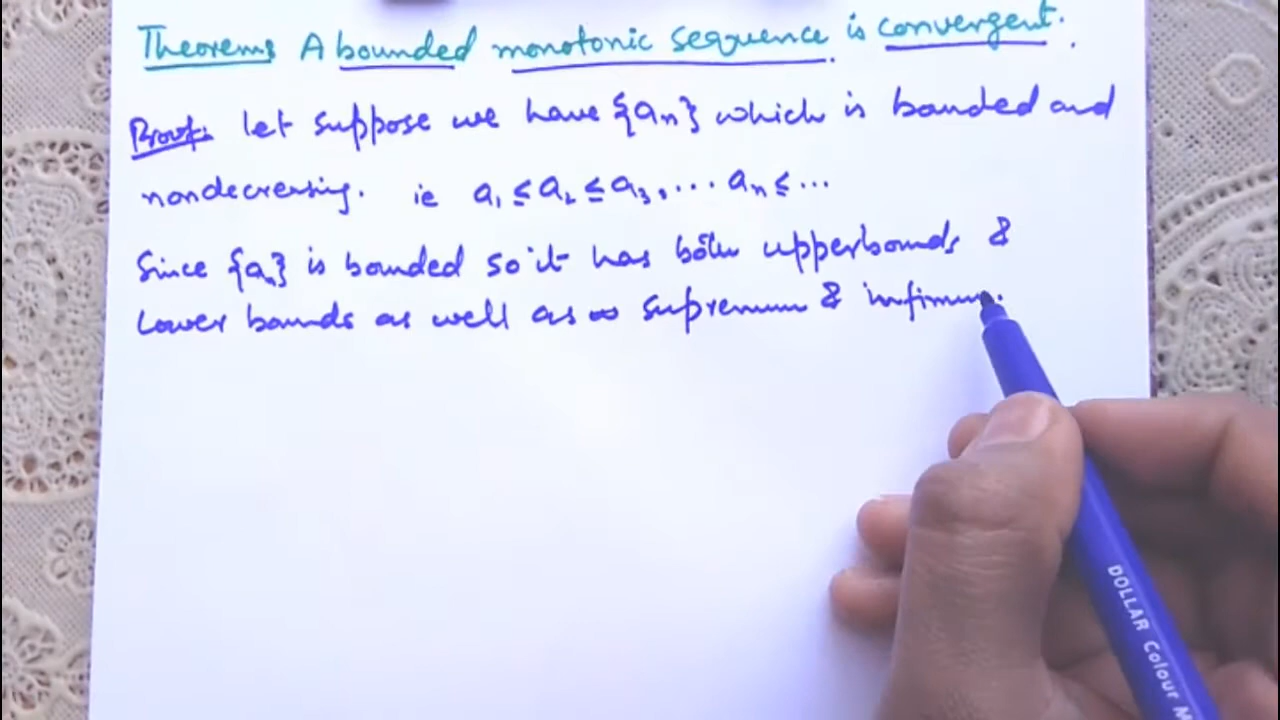 Theorem: A bounded monotonic sequence is convergent.
Proof: let suppose we have {aₙ} which is bounded and
nondecreasing. ie a₁ ≤ a₂ ≤ a₃, ... aₙ ≤ ...
Since {aₙ} is bounded so it has both upperbounds &
Lower bounds as well as supremum & infimum.
DOLLAR Colour M